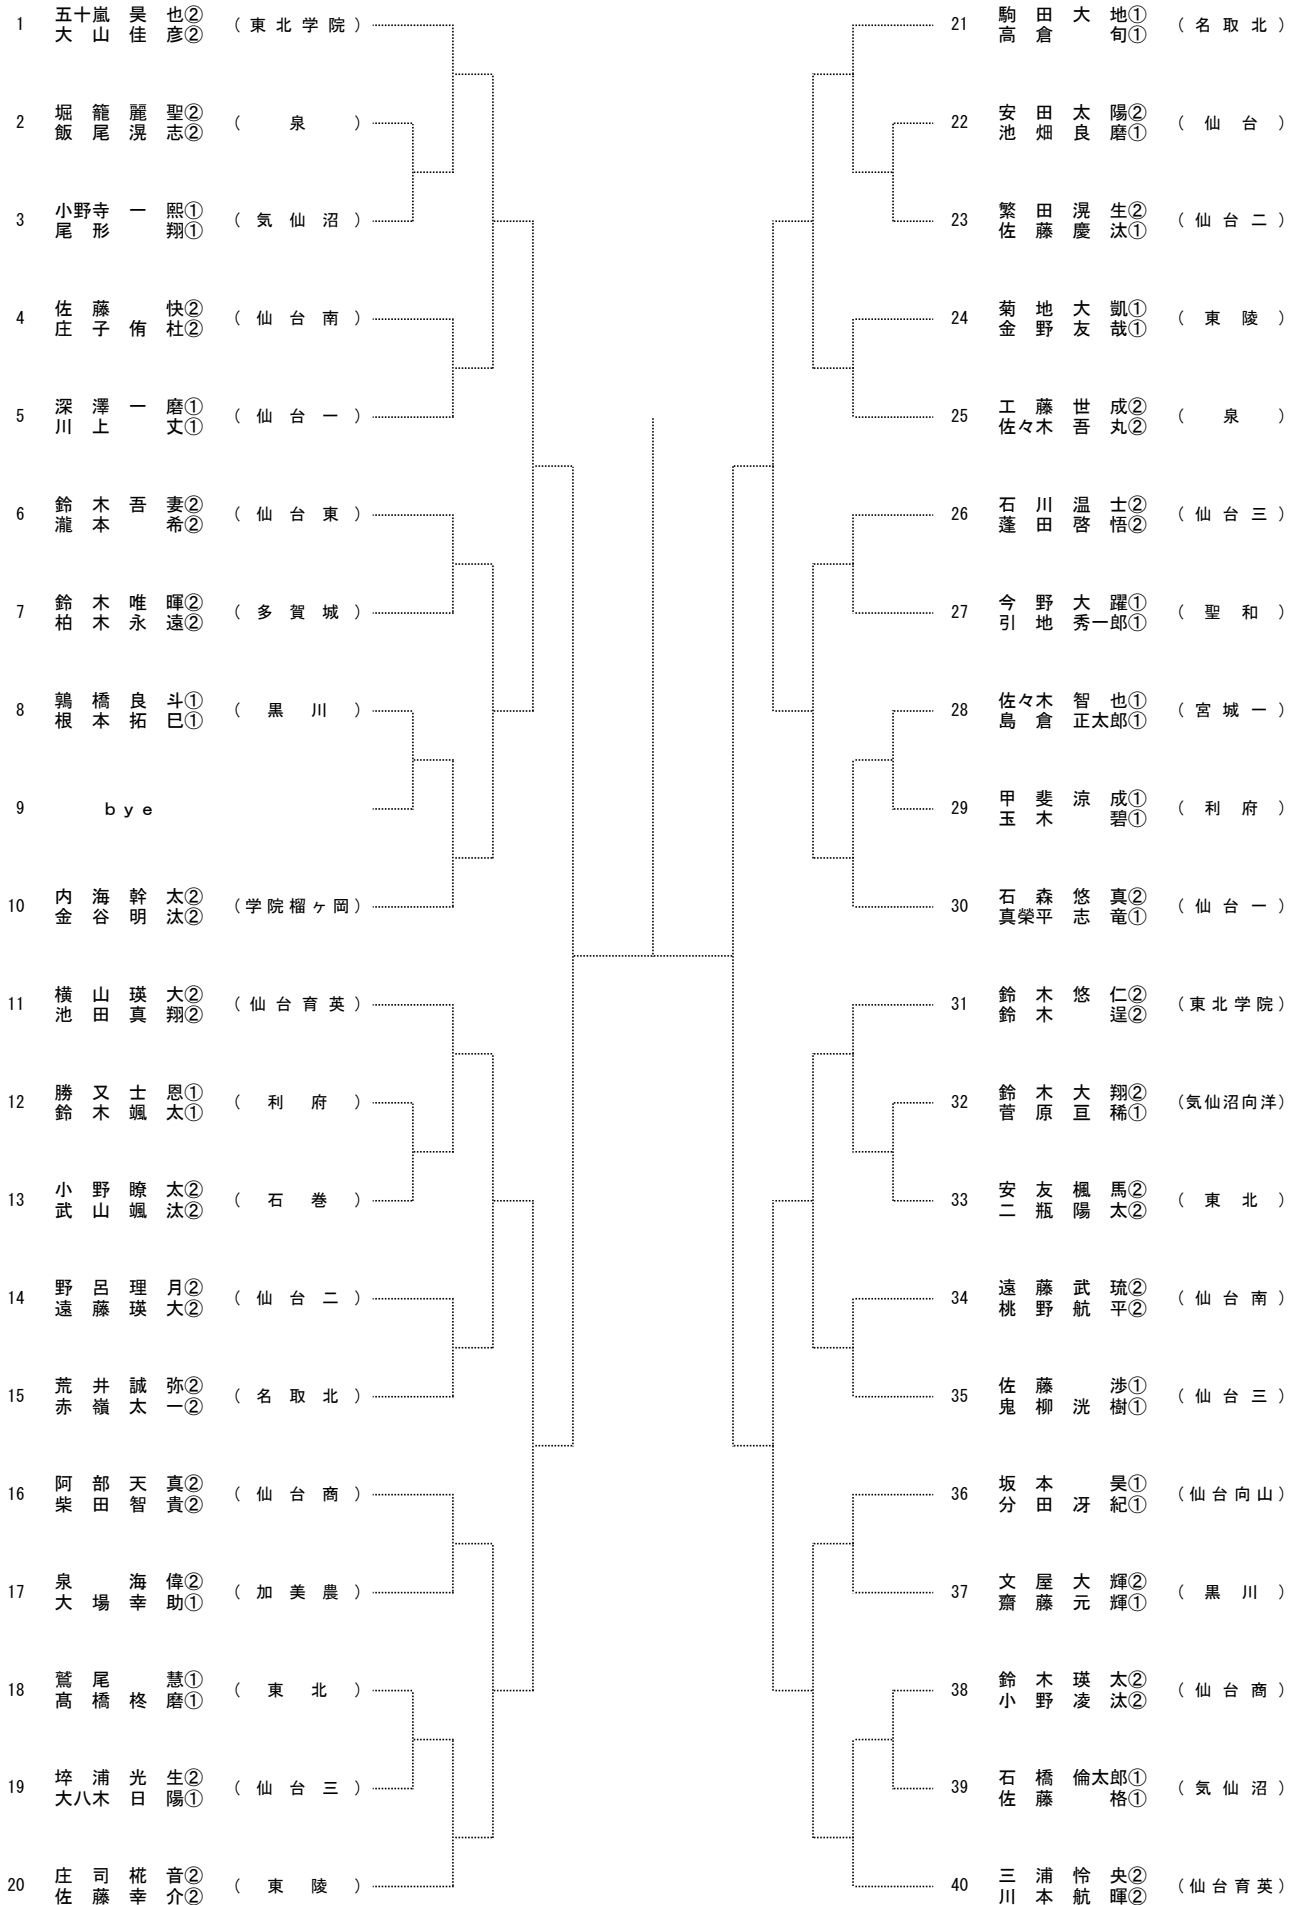 1 五十嵐 昊 也② (東北学院)
大 山 佳 彦②
2 堀 籠 麗 聖② ( 泉 )
飯 尾 滉 志②
3 小野寺 一 熙① ( 気 仙 沼 )
尾 形 翔①
4 佐 藤 快② ( 仙 台 南 )
庄 子 侑 杜②
5 深 澤 一 磨① ( 仙 台 一 )
川 上 丈①
6 鈴 木 吾 妻② ( 仙 台 東 )
瀧 本 希②
7 鈴 木 唯 暉② ( 多 賀 城 )
柏 木 永 遠②
8 鶉 橋 良 斗① ( 黒 川 )
根 本 拓 巳①
9 bye
10 内 海 幹 太② (学院榴ヶ岡)
金 谷 明 汰②
11 横 山 瑛 大② (仙台育英)
池 田 真 翔②
12 勝 又 士 恩① ( 利 府 )
鈴 木 颯 太①
13 小 野 瞭 太② ( 石 巻 )
武 山 颯 汰②
14 野 呂 理 月② ( 仙 台 二 )
遠 藤 瑛 大②
15 荒 井 誠 弥② ( 名 取 北 )
赤 嶺 太 一②
16 阿 部 天 真② ( 仙 台 商 )
柴 田 智 貴②
17 泉 海 偉② ( 加 美 農 )
大 場 幸 助①
18 鷲 尾 慧① ( 東 北 )
髙 橋 柊 磨①
19 埣 浦 光 生② ( 仙 台 三 )
大八木 日 陽①
20 庄 司 椛 音② ( 東 陵 )
佐 藤 幸 介②
21 駒 田 大 地① ( 名 取 北 )
高 倉 旬①
22 安 田 太 陽② ( 仙 台 )
池 畑 良 磨①
23 繁 田 滉 生② ( 仙 台 二 )
佐 藤 慶 汰①
24 菊 地 大 凱① ( 東 陵 )
金 野 友 哉①
25 工 藤 世 成② ( 泉 )
佐々木 吾 丸②
26 石 川 温 士② ( 仙 台 三 )
蓬 田 啓 悟②
27 今 野 大 躍① ( 聖 和 )
引 地 秀一郎①
28 佐々木 智 也① ( 宮 城 一 )
島 倉 正太郎①
29 甲 斐 涼 成① ( 利 府 )
玉 木 碧①
30 石 森 悠 真② ( 仙 台 一 )
真榮平 志 竜①
31 鈴 木 悠 仁② (東北学院)
鈴 木 逞②
32 鈴 木 大 翔② (気仙沼向洋)
菅 原 亘 稀①
33 安 友 楓 馬② ( 東 北 )
二 瓶 陽 太②
34 遠 藤 武 琉② ( 仙 台 南 )
桃 野 航 平②
35 佐 藤 渉① ( 仙 台 三 )
鬼 柳 洸 樹①
36 坂 本 昊① (仙台向山)
分 田 冴 紀①
37 文 屋 大 輝② ( 黒 川 )
齋 藤 元 輝①
38 鈴 木 瑛 太② ( 仙 台 商 )
小 野 凌 汰②
39 石 橋 倫太郎① ( 気 仙 沼 )
佐 藤 格①
40 三 浦 怜 央② (仙台育英)
川 本 航 暉②